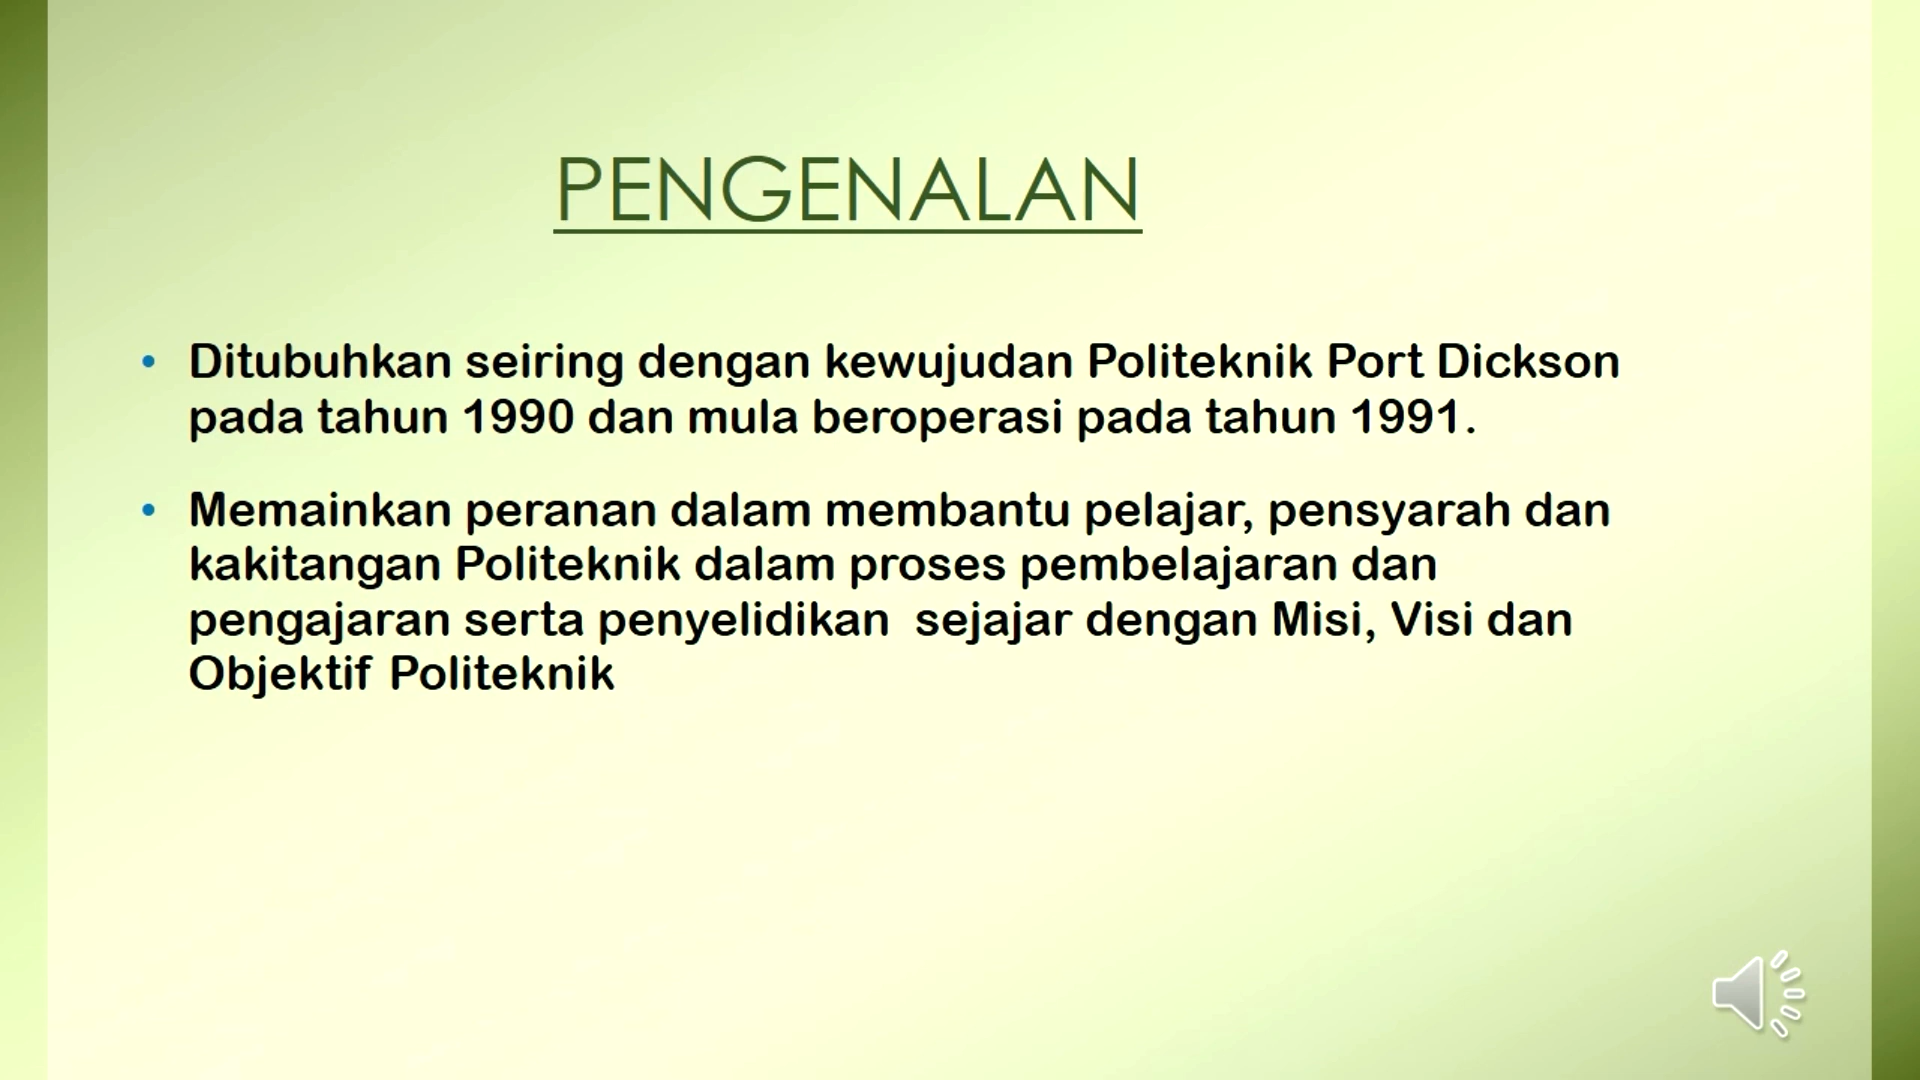 PENGENALAN
• Ditubuhkan seiring dengan kewujudan Politeknik Port Dickson
pada tahun 1990 dan mula beroperasi pada tahun 1991.
• Memainkan peranan dalam membantu pelajar, pensyarah dan
kakitangan Politeknik dalam proses pembelajaran dan
pengajaran serta penyelidikan  sejajar dengan Misi, Visi dan
Objektif Politeknik